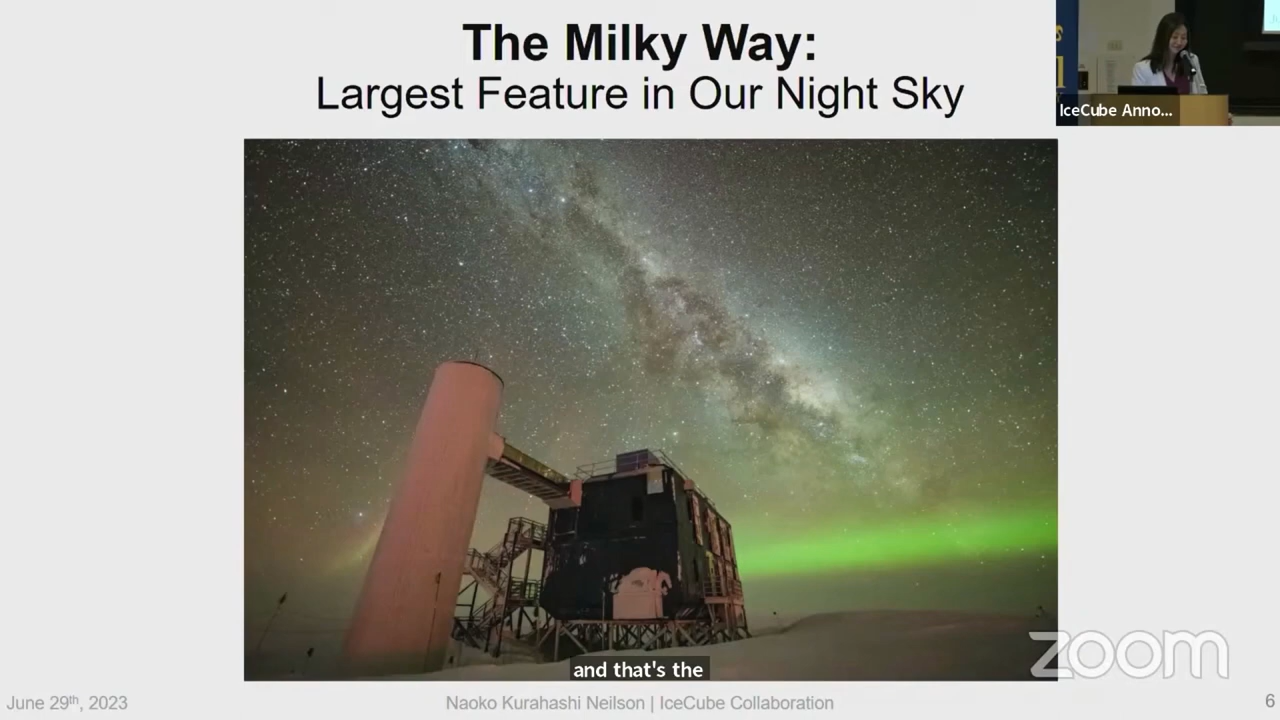 The Milky Way:
Largest Feature in Our Night Sky
IceCube Anno...
and that's the
zoom
June 29th, 2023
Naoko Kurahashi Neilson | IceCube Collaboration
6